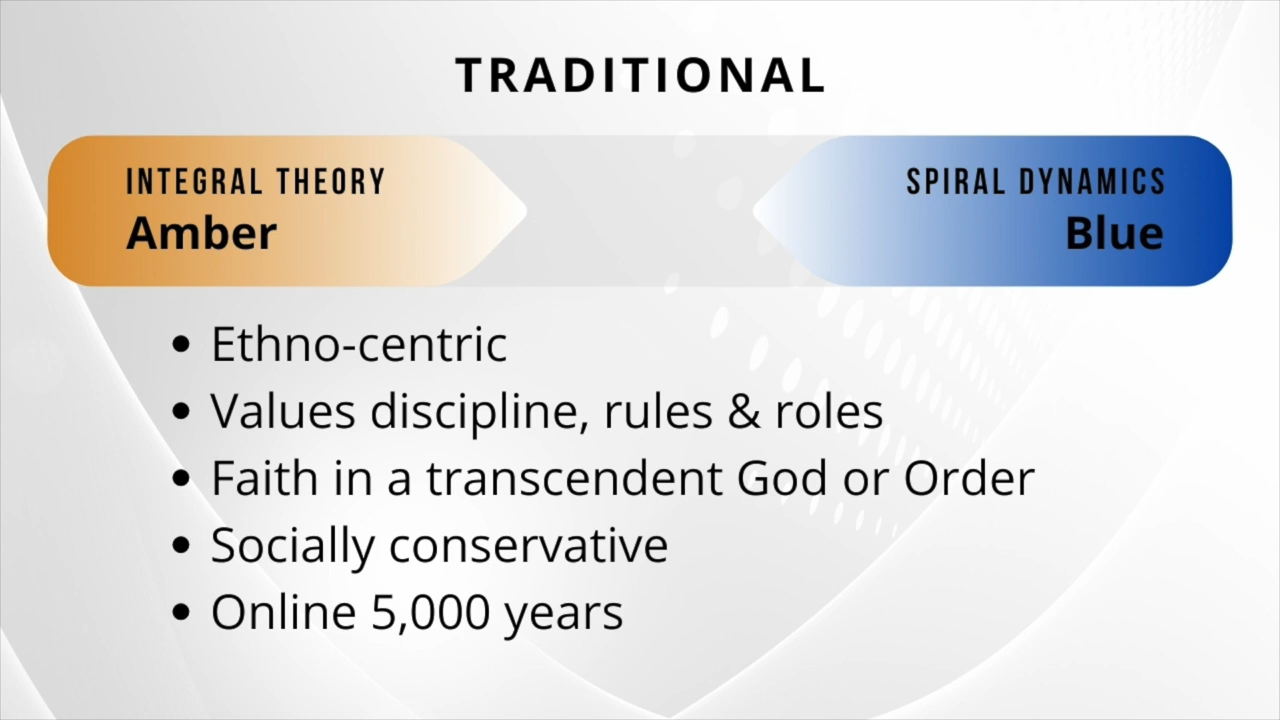 TRADITIONAL
INTEGRAL THEORY
Amber
SPIRAL DYNAMICS
Blue
• Ethno-centric
• Values discipline, rules & roles
• Faith in a transcendent God or Order
• Socially conservative
• Online 5,000 years